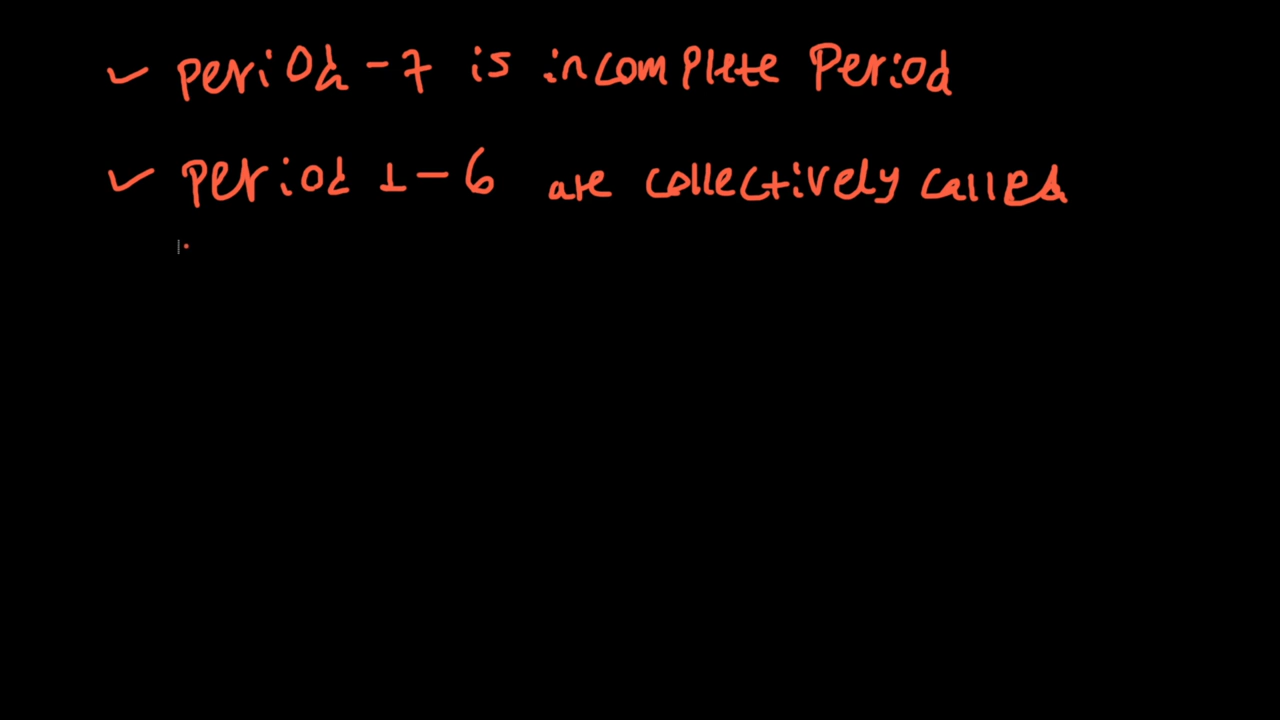 ✓ period - 7 is incomplete Period
✓ period 1 - 6 are collectively called